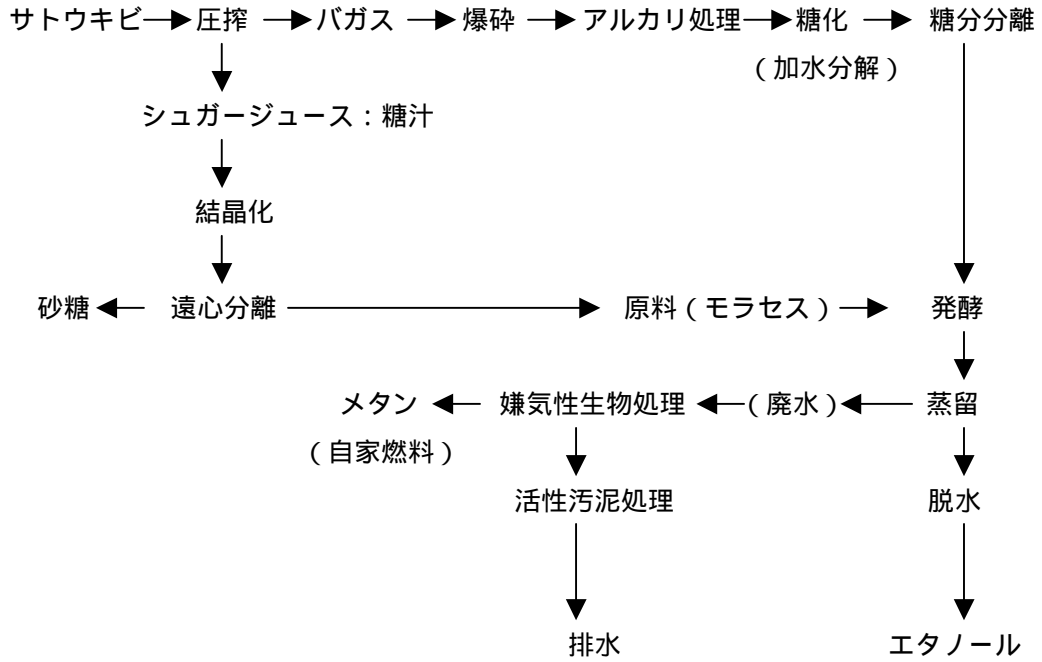 サトウキビ 圧搾 バガス 爆砕 アルカリ処理 糖化 糖分分離
（加水分解）
シュガージュース：糖汁
結晶化
砂糖 遠心分離 原料（モラセス） 発酵
メタン 嫌気性生物処理 （廃水） 蒸留
（自家燃料）
活性汚泥処理 脱水
排水 エタノール